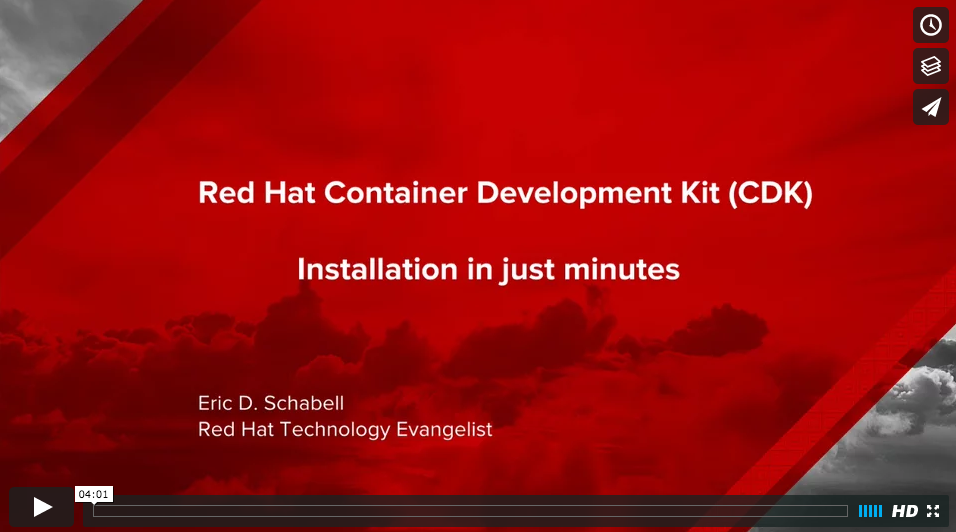 Red Hat Container Development Kit (CDK)
Installation in just minutes
Eric D. Schabell
Red Hat Technology Evangelist
04:01
HD